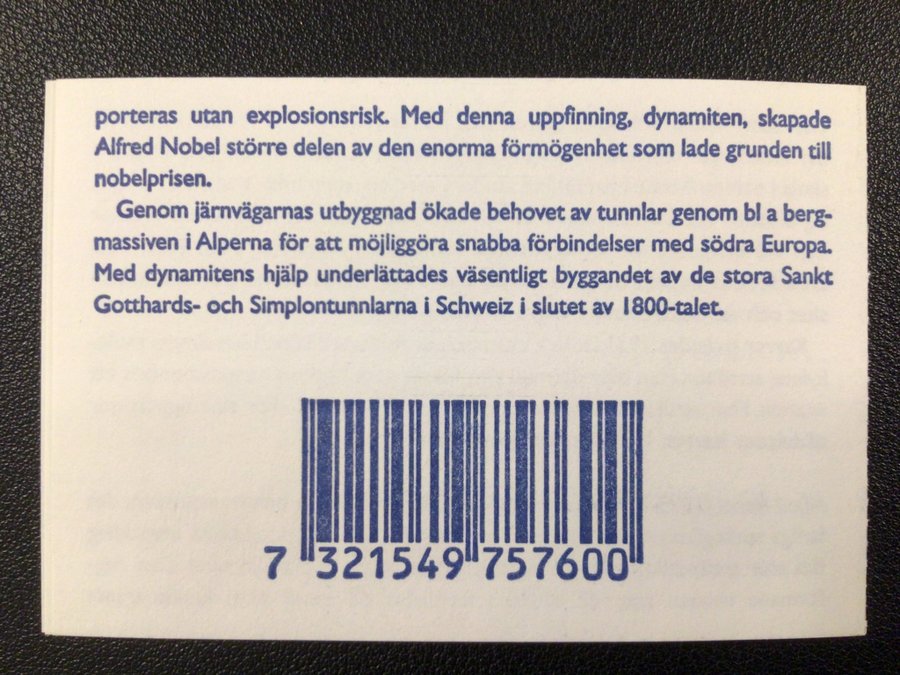 porteras utan explosionsrisk. Med denna uppfinning, dynamiten, skapade
Alfred Nobel större delen av den enorma förmögenhet som lade grunden till
nobelprisen.
Genom järnvägarnas utbyggnad ökade behovet av tunnlar genom bl a berg-
massiven i Alperna för att möjliggöra snabba förbindelser med södra Europa.
Med dynamitens hjälp underlättades väsentligt byggandet av de stora Sankt
Gotthards- och Simplontunnlarna i Schweiz i slutet av 1800-talet.
7 321549 757600